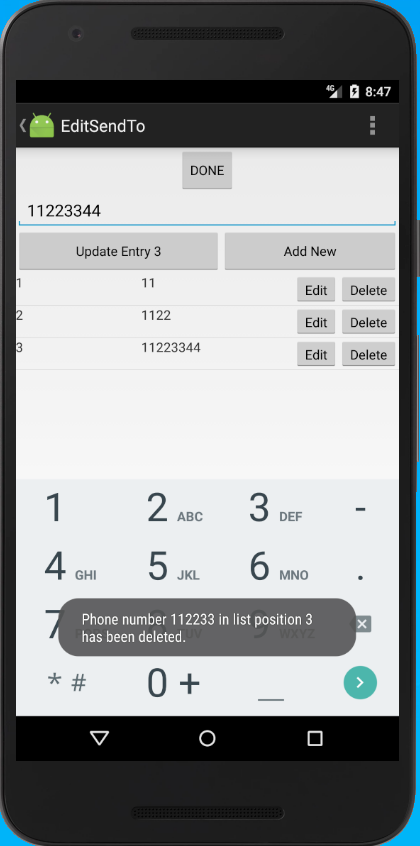 4G 8:47
EditSendTo
DONE
11223344
Update Entry 3 Add New
1 11 Edit Delete
2 1122 Edit Delete
3 11223344 Edit Delete
1 2 ABC 3 DEF -
4 GHI 5 JKL 6 MNO .
Phone number 112233 in list position 3
has been deleted.
7 9 WXYZ
* # 0 + _